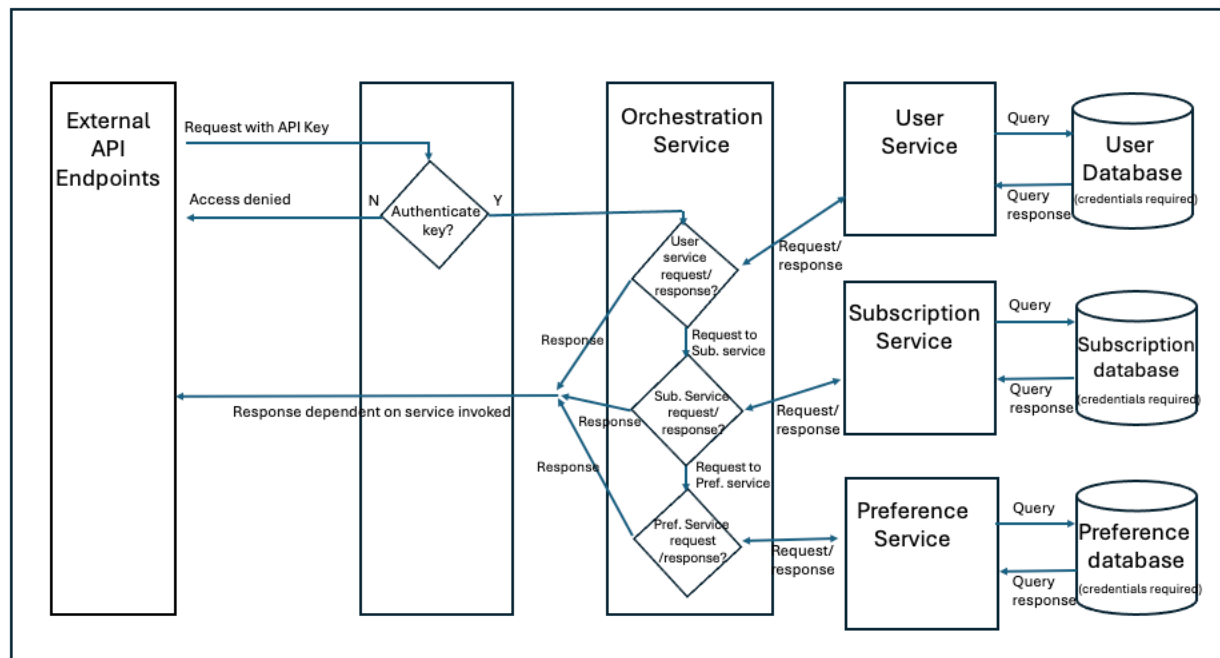 External
API
Endpoints
Request with API Key
Access denied
N
Y
Authenticate
key?
Response dependent on service invoked
Orchestration
Service
User
service
request/
response?
Response
Request to
Sub. service
Sub. Service
request/
response?
Response
Request to
Pref. service
Pref. Service
request
/response?
Response
Request/
response
Request/
response
Request/
response
User
Service
Query
Query
response
User
Database
(credentials required)
Subscription
Service
Query
Query
response
Subscription
database
(credentials required)
Preference
Service
Query
Query
response
Preference
database
(credentials required)